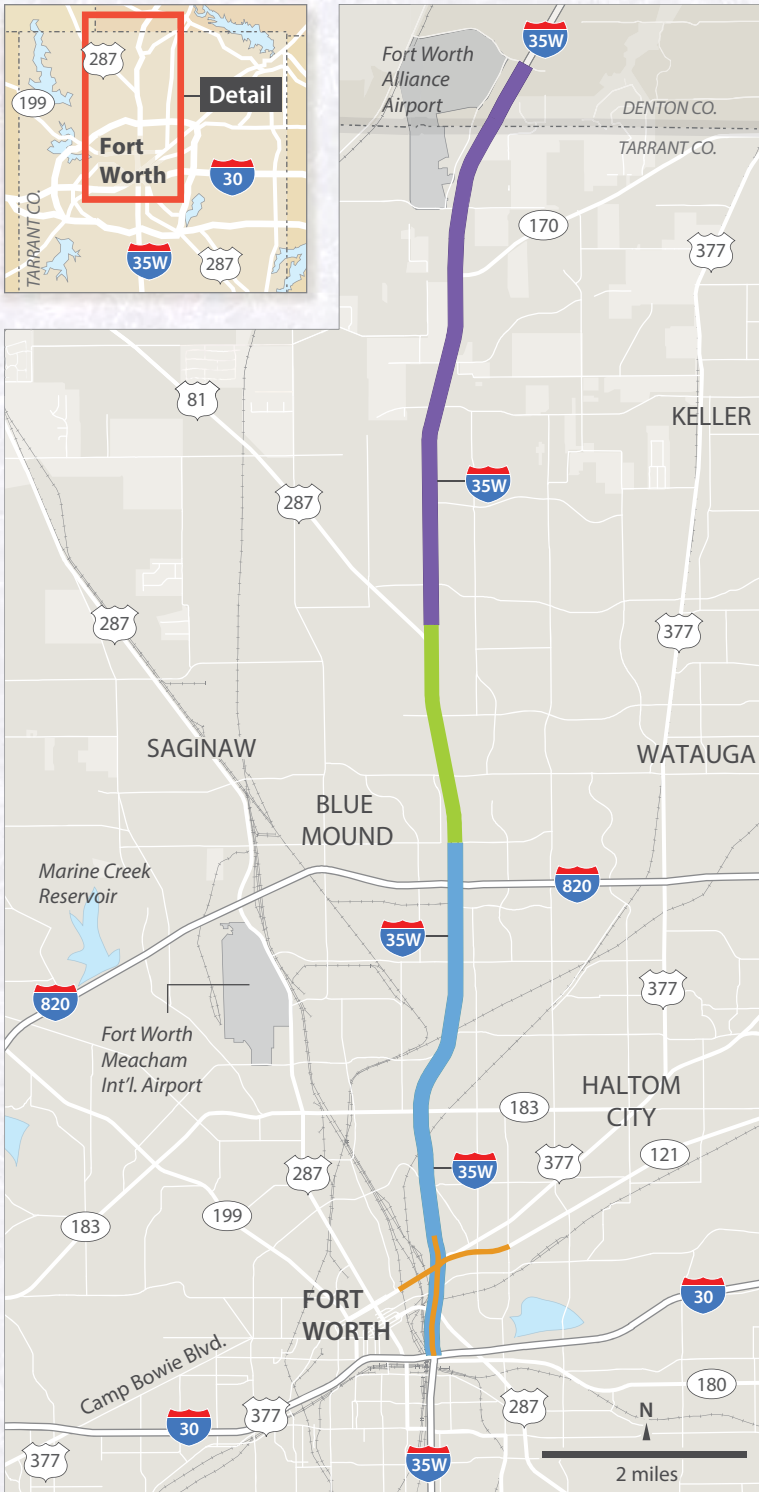 287
199
Detail
Fort
Worth
30
TARRANT CO.
35W
287
Fort Worth
Alliance
Airport
35W
DENTON CO.
TARRANT CO.
170
377
81
KELLER
35W
287
287
377
SAGINAW
WATAUGA
BLUE
MOUND
Marine Creek
Reservoir
820
35W
377
820
Fort Worth
Meacham
Int'l. Airport
HALTOM
CITY
183
377
121
35W
287
199
183
30
FORT
WORTH
Camp Bowie Blvd.
180
377
287
30
N
377
35W
2 miles